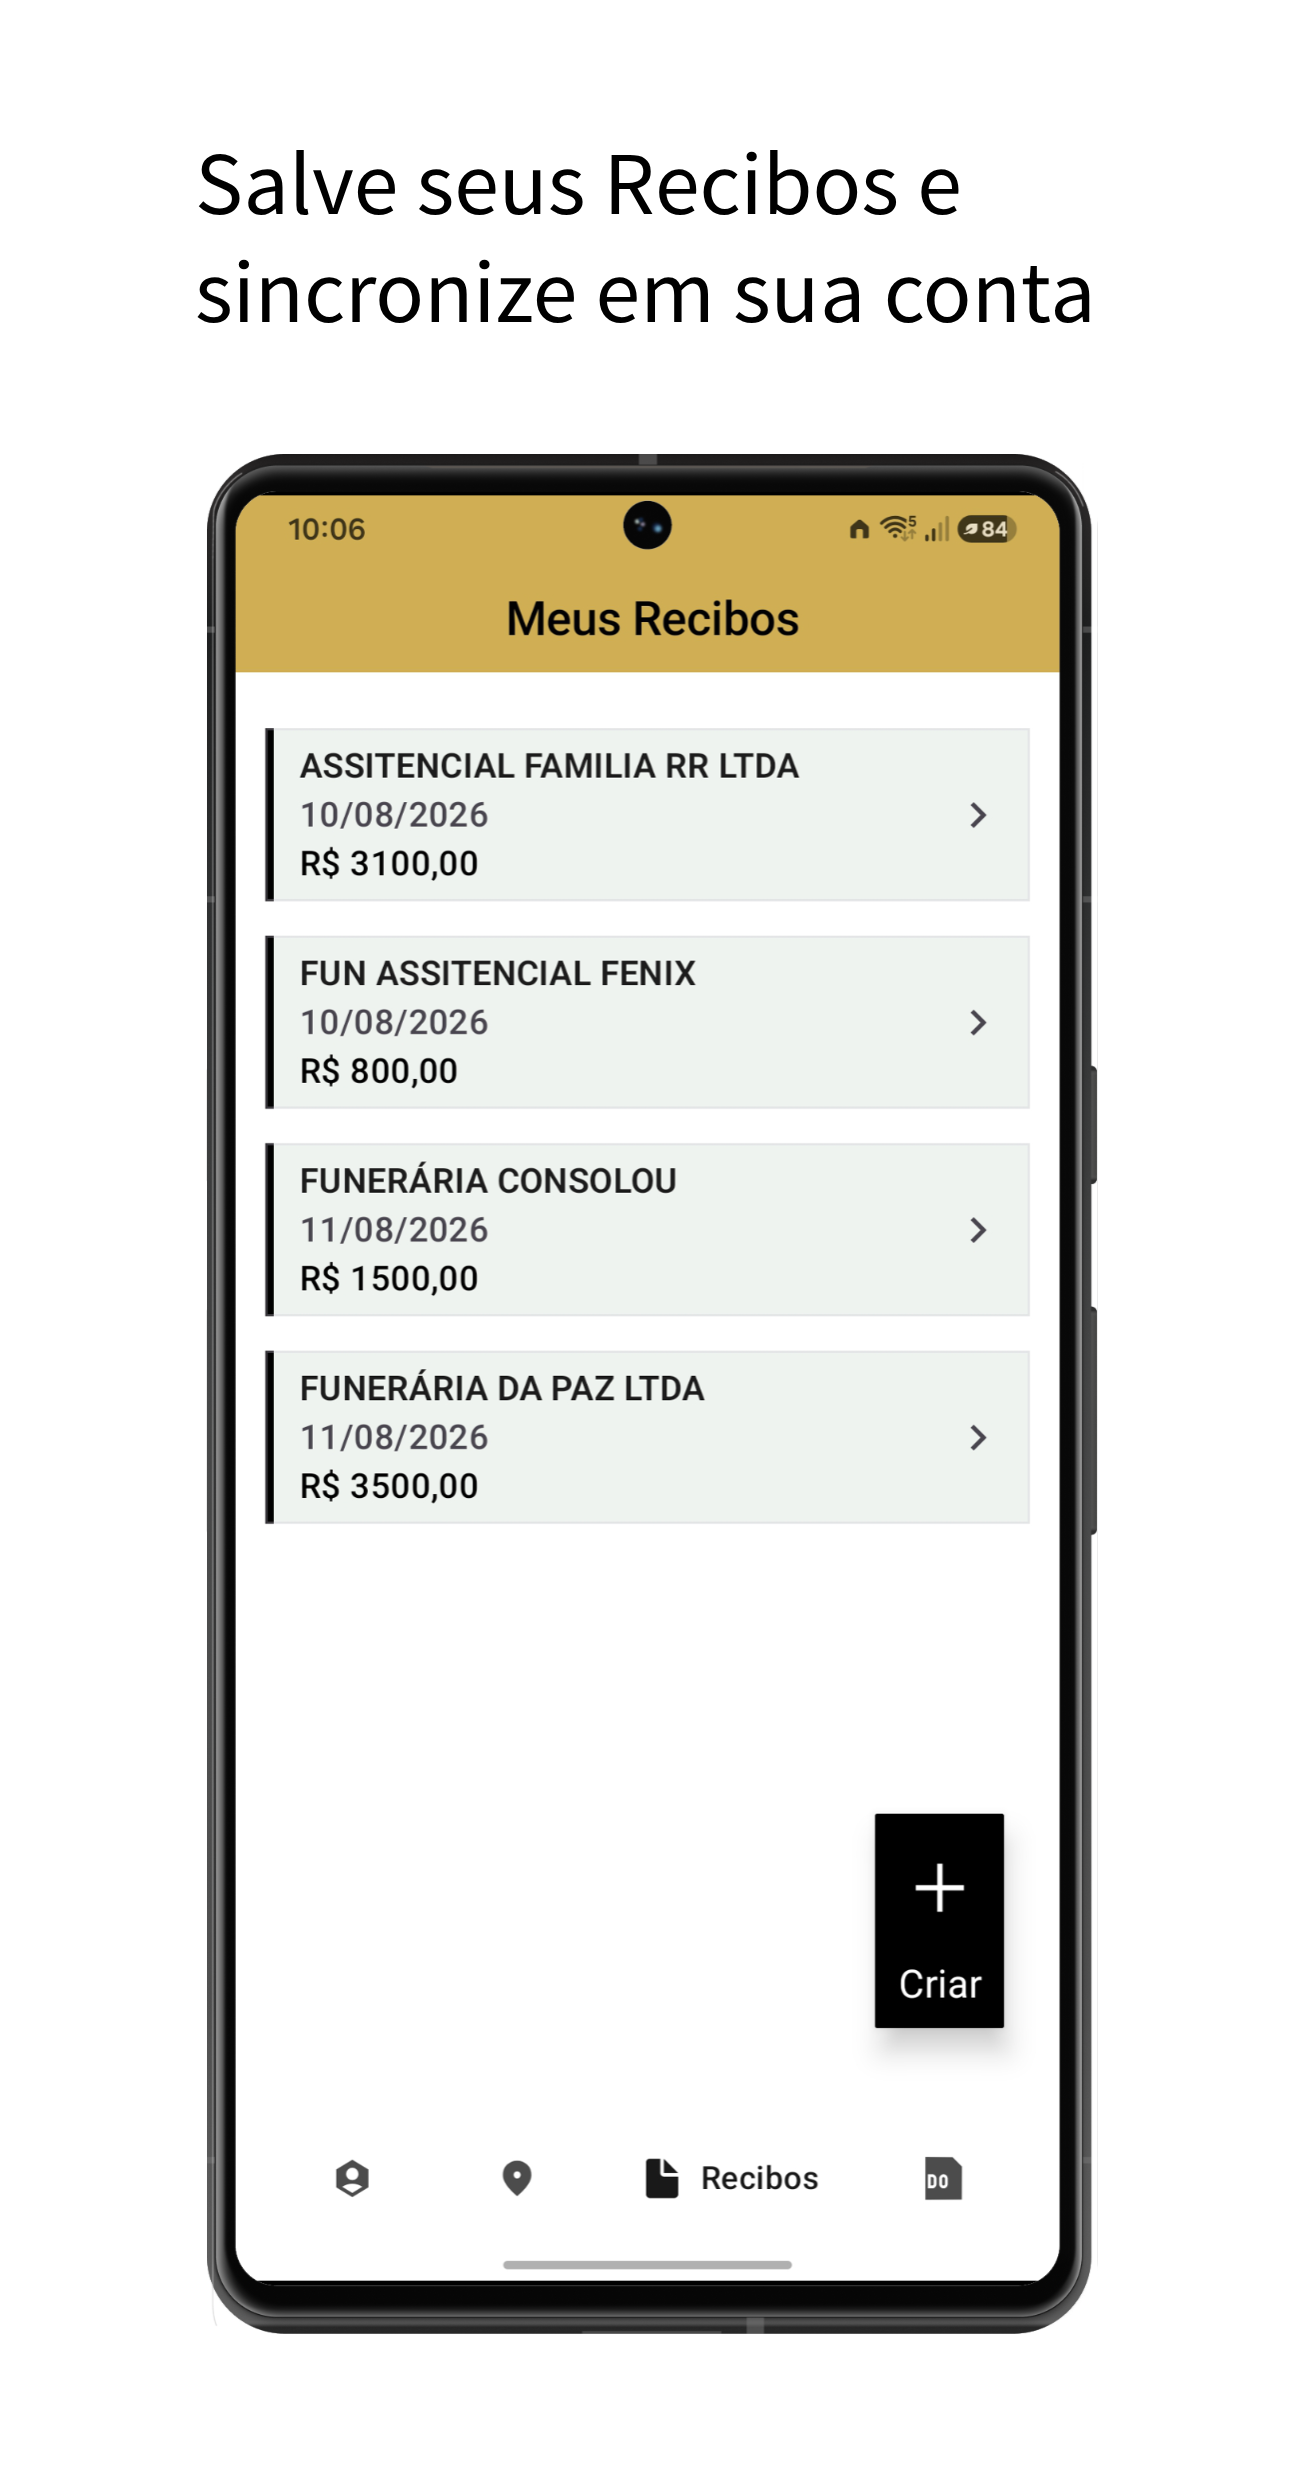 Salve seus Recibos e
sincronize em sua conta
10:06
5
84
Meus Recibos
ASSITENCIAL FAMILIA RR LTDA
10/08/2026
R$ 3100,00
FUN ASSITENCIAL FENIX
10/08/2026
R$ 800,00
FUNERÁRIA CONSOLOU
11/08/2026
R$ 1500,00
FUNERÁRIA DA PAZ LTDA
11/08/2026
R$ 3500,00
Criar
Recibos
DO